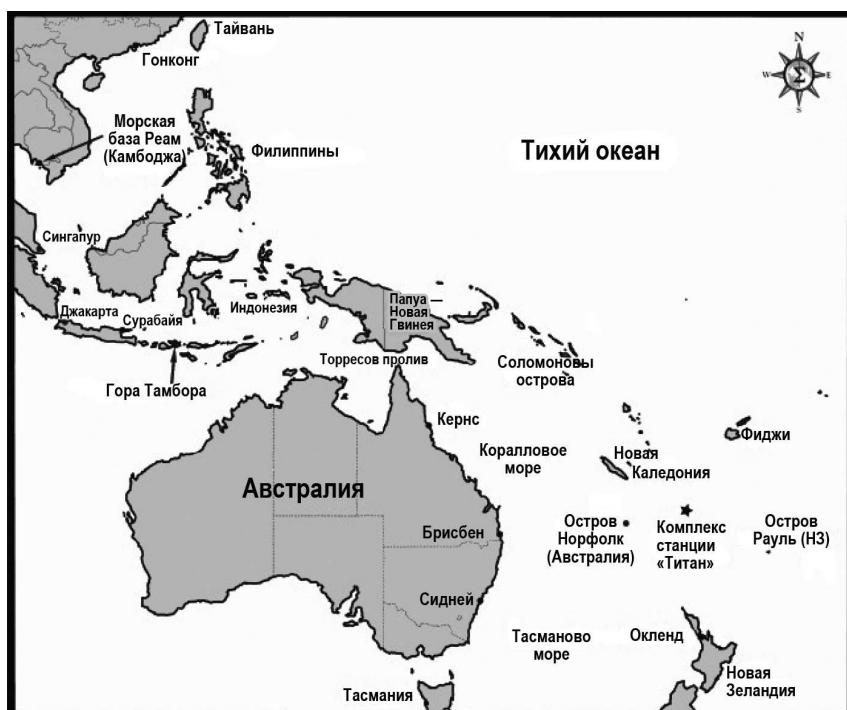 Тайвань
Гонконг
N
W
Σ
E
S
Морская
база Реам
(Камбоджа)
Филиппины
Тихий океан
Сингапур
Папуа
Новая
Гвинея
Индонезия
Джакарта
Сурабайя
Соломоновы
острова
Торресов пролив
Гора Тамбора
Кернс
Фиджи
Коралловое
море
Новая
Каледония
Австралия
Брисбен
Остров
Норфолк
(Австралия)
Комплекс
станции
«Титан»
Остров
Рауль (НЗ)
Сидней
Тасманово
море
Окленд
Новая
Зеландия
Тасмания